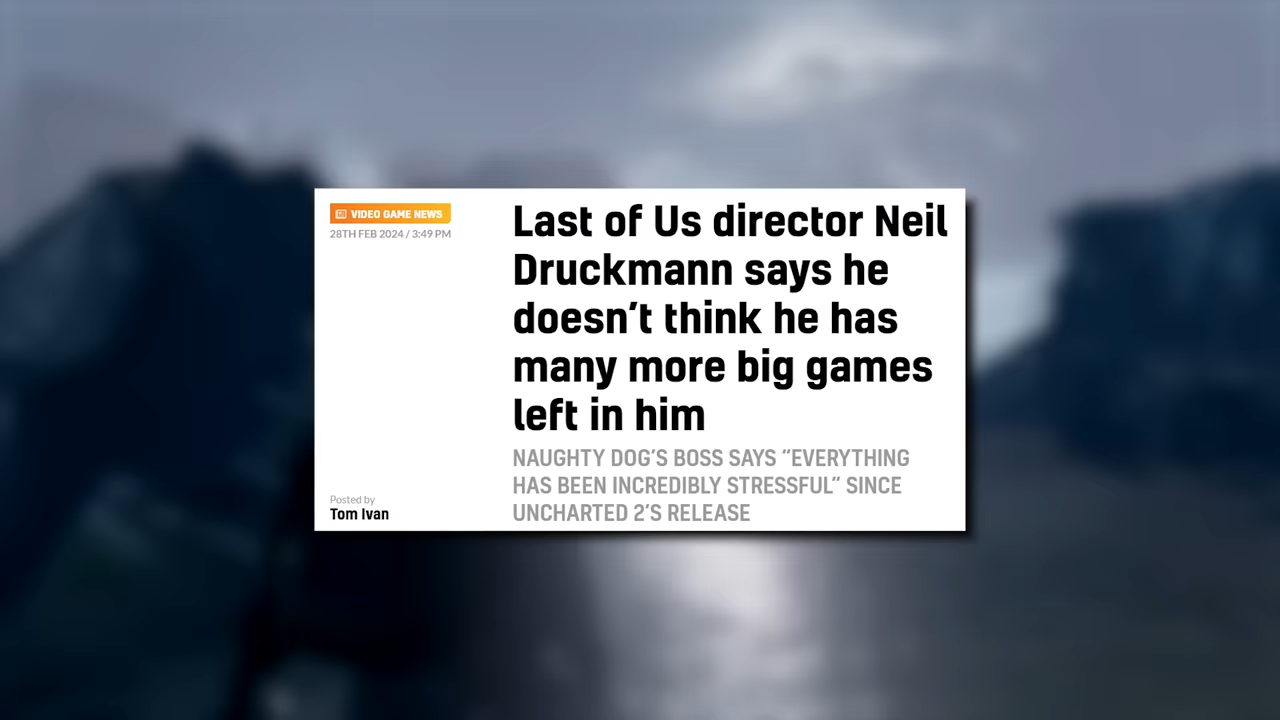 VIDEO GAME NEWS
28TH FEB 2024 / 3:49 PM
Last of Us director Neil
Druckmann says he
doesn’t think he has
many more big games
left in him
NAUGHTY DOG’S BOSS SAYS “EVERYTHING
HAS BEEN INCREDIBLY STRESSFUL” SINCE
UNCHARTED 2’S RELEASE
Posted by
Tom Ivan